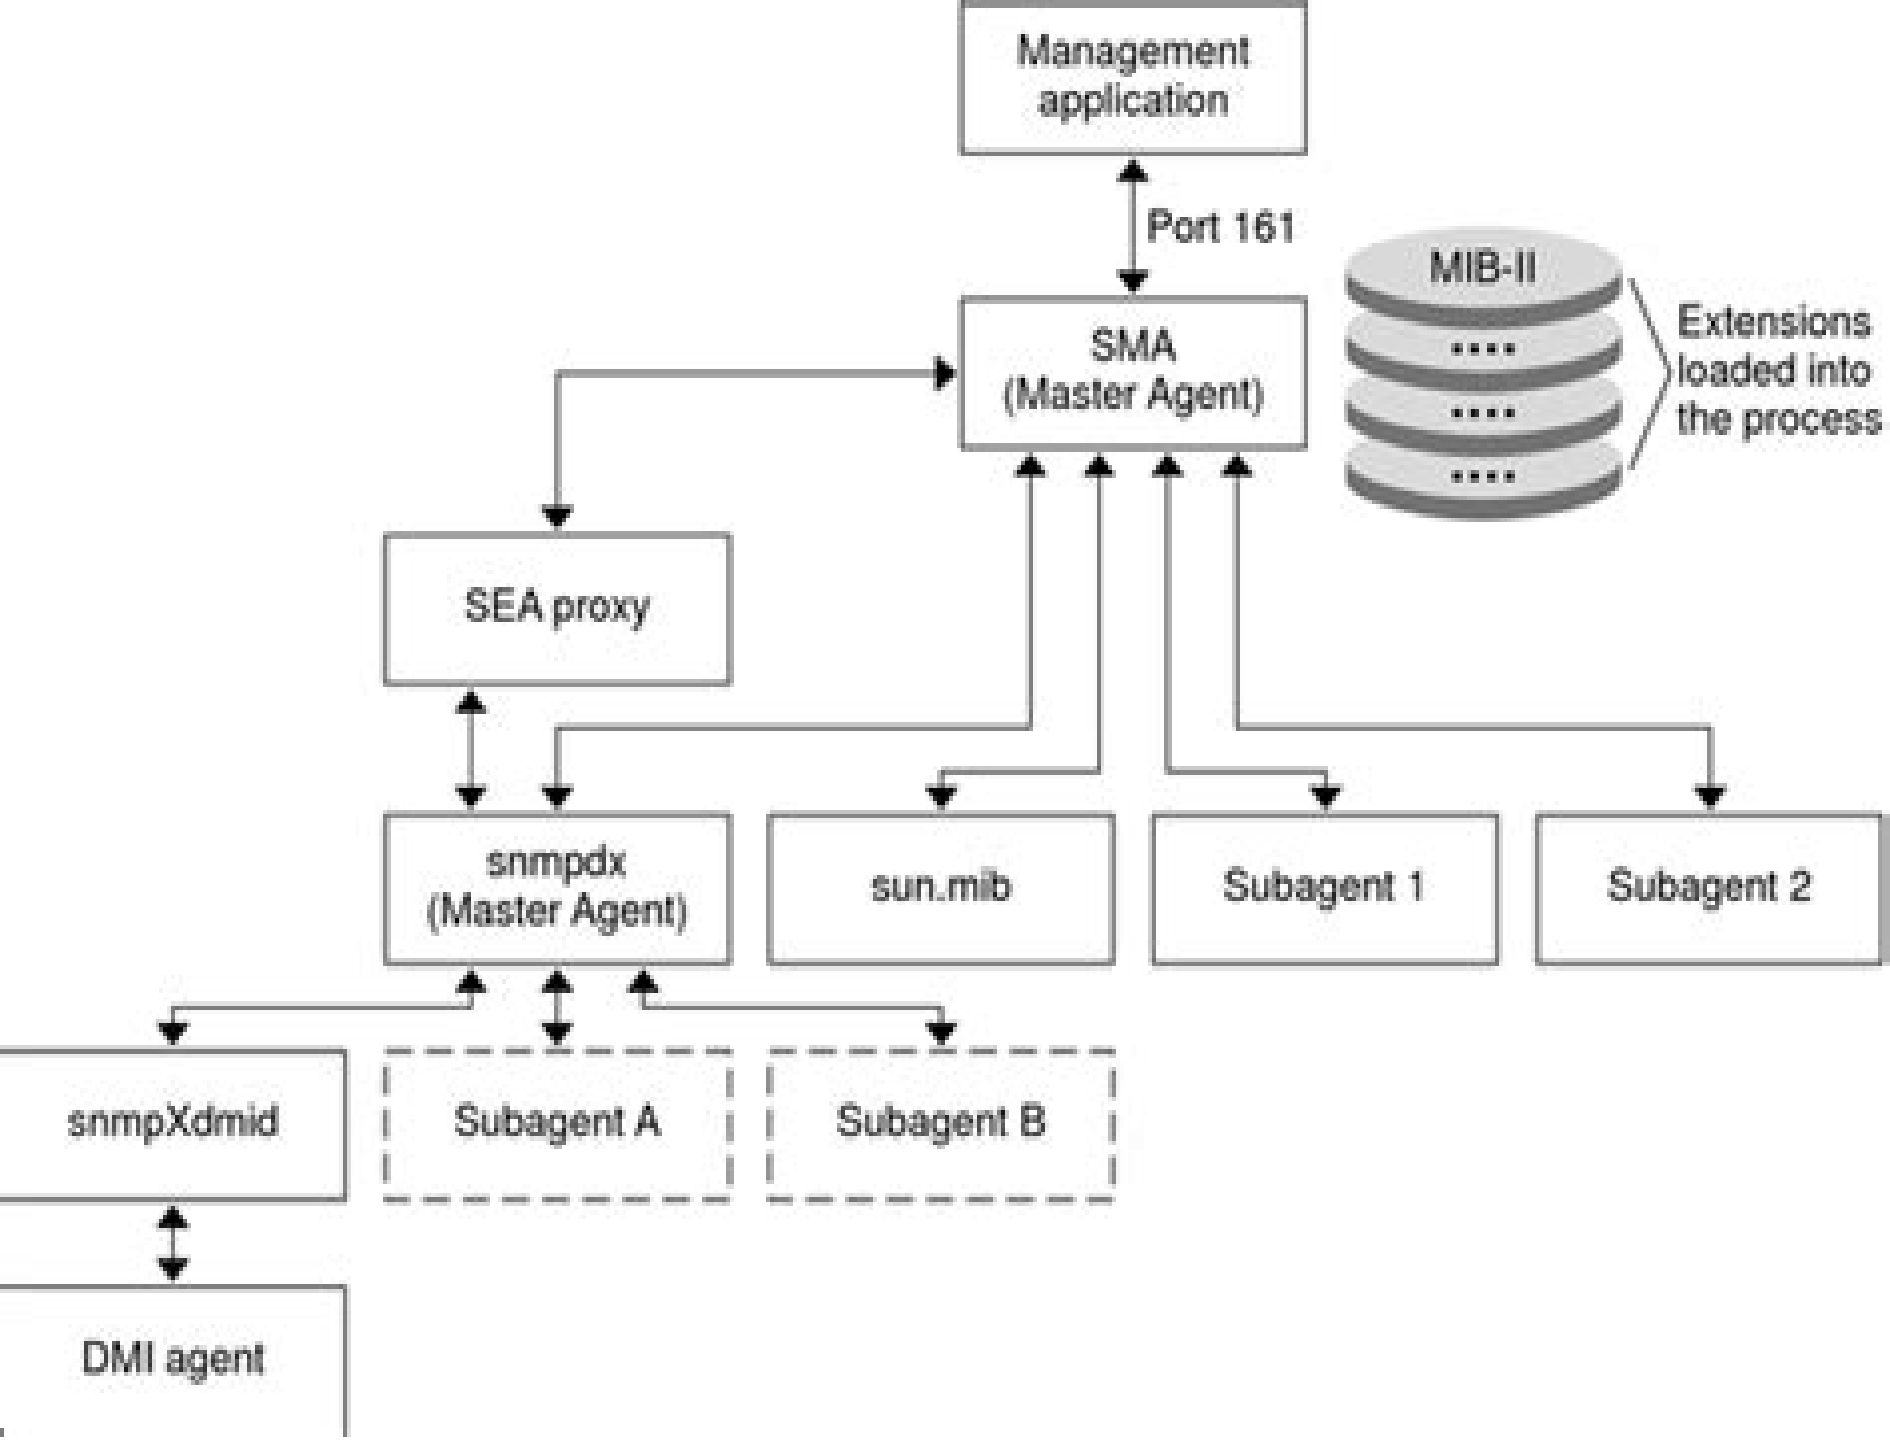 Management
application
Port 161
MIB-II
SMA
(Master Agent)
Extensions
loaded into
the process
....
....
....
SEA proxy
snmpdx
(Master Agent)
sun.mib
Subagent 1
Subagent 2
snmpXdmid
Subagent A
Subagent B
DMI agent